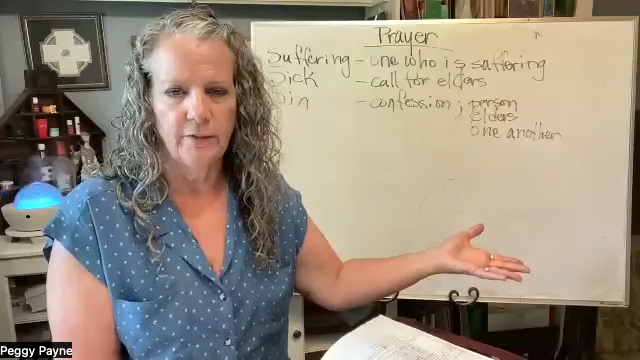 Prayer
Suffering - one who is suffering
Sick - call for elders
Sin - confession; person
elders
one another
Peggy Payne